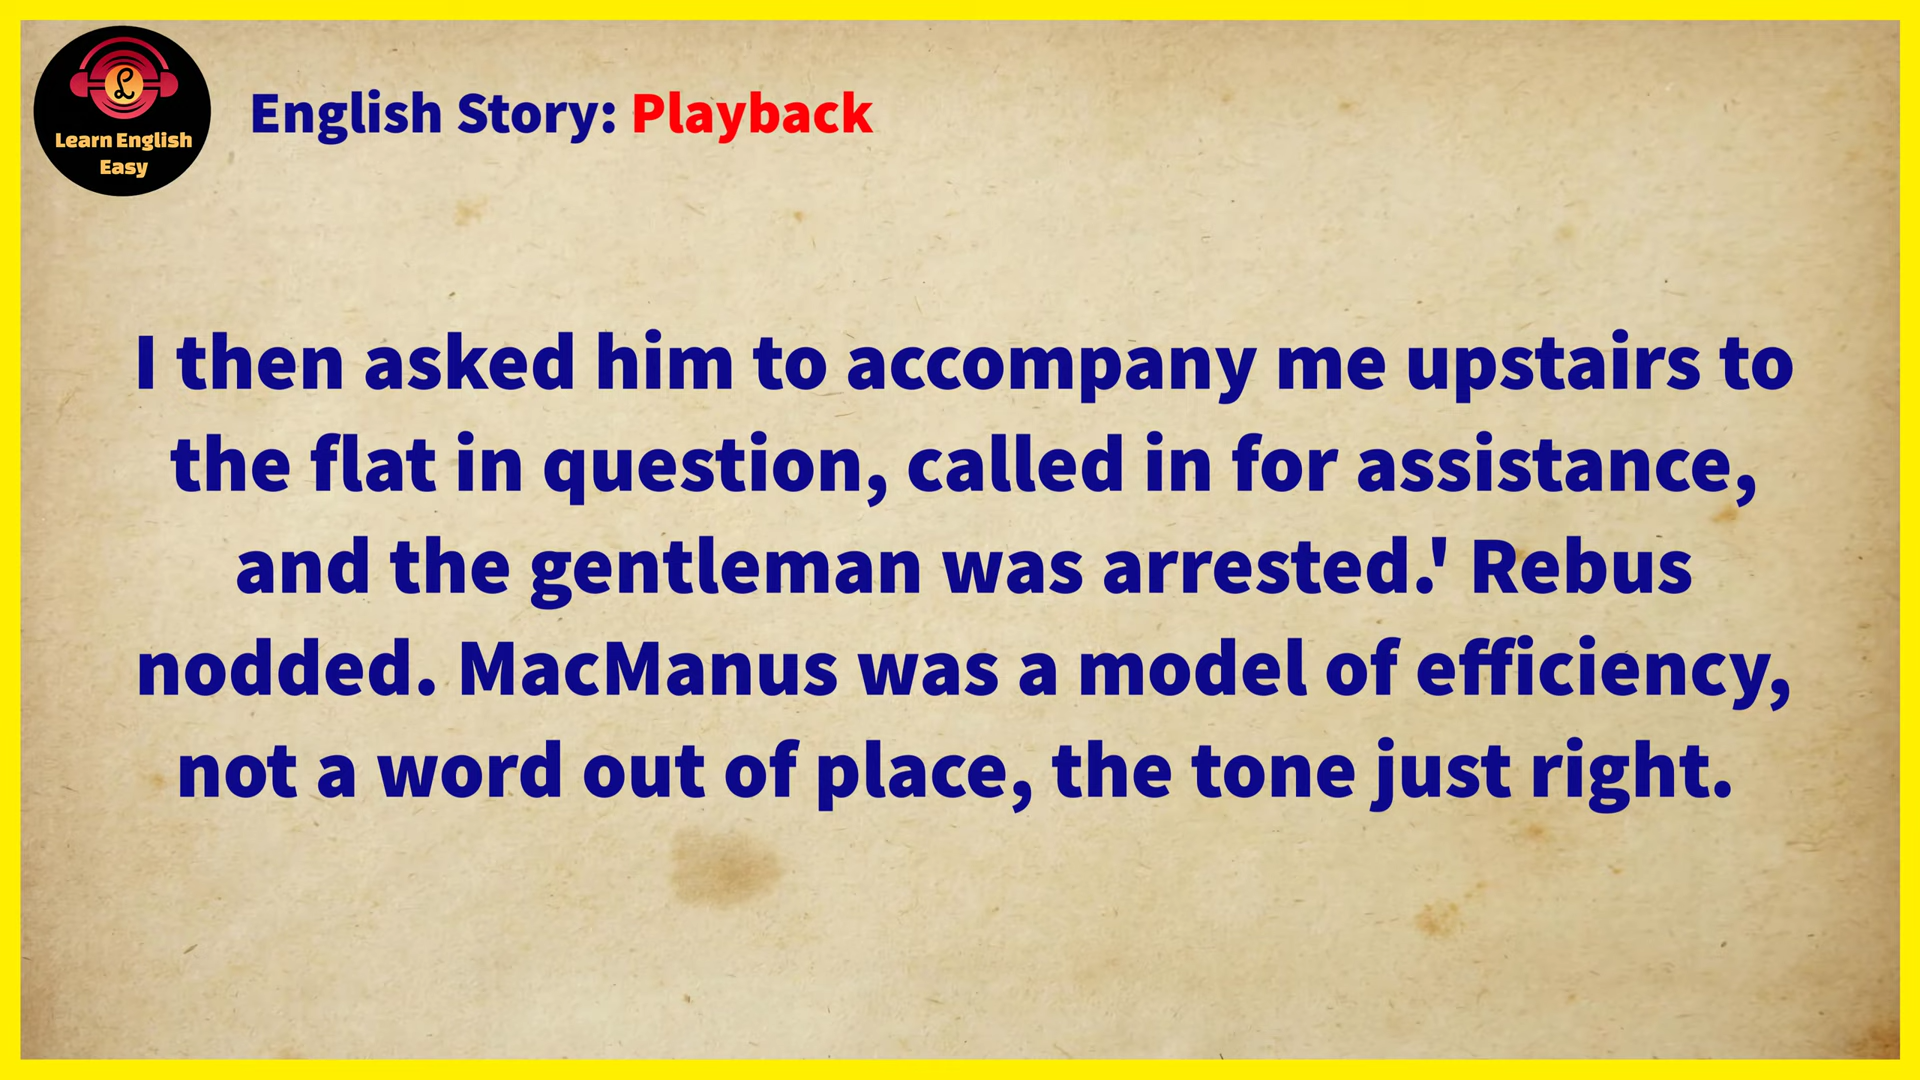 Learn English
Easy
English Story: Playback
I then asked him to accompany me upstairs to
the flat in question, called in for assistance,
and the gentleman was arrested.' Rebus
nodded. MacManus was a model of efficiency,
not a word out of place, the tone just right.